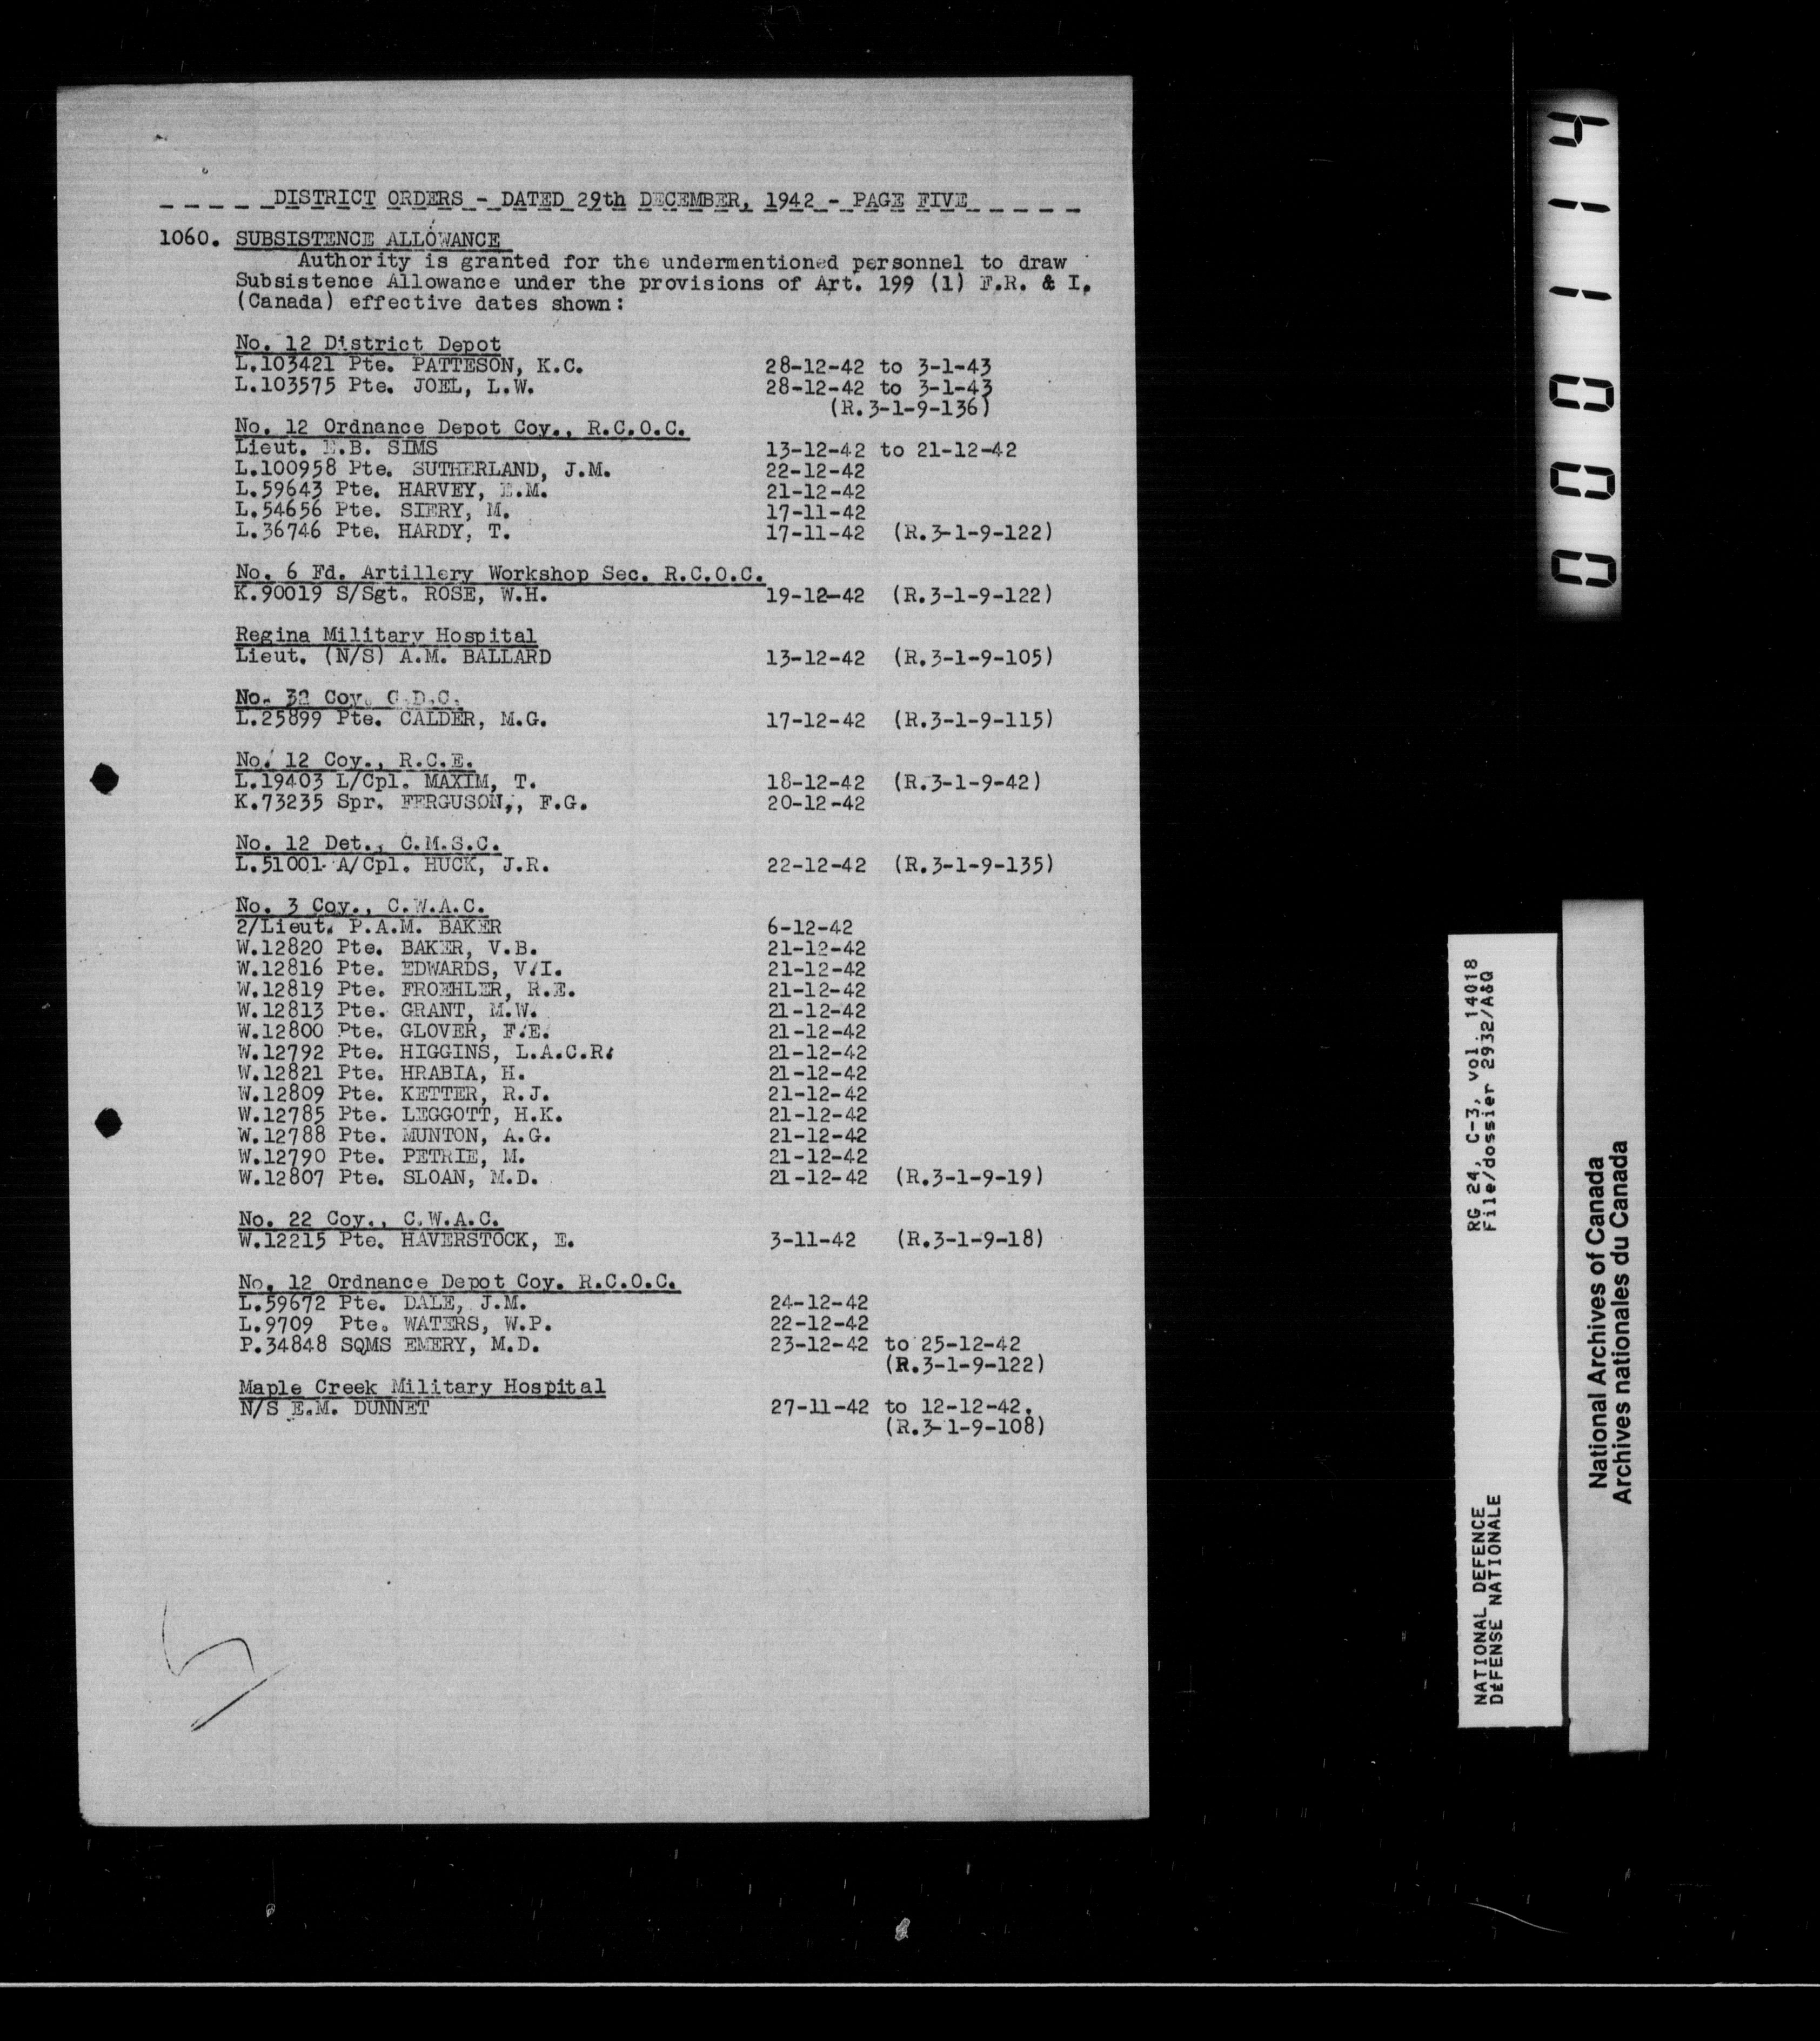 DISTRICT ORDERS - DATED 29th DECEMBER, 1942 - PAGE FIVE
1060. SUBSISTENCE ALLOWANCE
Authority is granted for the undermentioned personnel to draw
Subsistence Allowance under the provisions of Art. 199 (1) F.R. & I.
(Canada) effective dates shown:
No. 12 District Depot
L.103421 Pte. PATTESON, K.C. 28-12-42 to 3-1-43
L.103575 Pte. JOEL, L.W. 28-12-42 to 3-1-43
(R.3-1-9-136)
No. 12 Ordnance Depot Coy., R.C.O.C.
Lieut. E.B. SIMS 13-12-42 to 21-12-42
L.100958 Pte. SUTHERLAND, J.M. 22-12-42
L.59643 Pte. HARVEY, E.M. 21-12-42
L.54656 Pte. SIERY, M. 17-11-42
L.36746 Pte. HARDY, T. 17-11-42 (R.3-1-9-122)
No. 6 Fd. Artillery Workshop Sec. R.C.O.C.
K.90019 S/Sgt. ROSE, W.H. 19-12-42 (R.3-1-9-122)
Regina Military Hospital
Lieut. (N/S) A.M. BALLARD 13-12-42 (R.3-1-9-105)
No. 32 Coy. C.D.C.
L.25899 Pte. CALDER, M.G. 17-12-42 (R.3-1-9-115)
No. 12 Coy., R.C.E.
L.19403 L/Cpl. MAXIM, T. 18-12-42 (R.3-1-9-42)
K.73235 Spr. FERGUSON,, F.G. 20-12-42
No. 12 Det., C.M.S.C.
L.51001 A/Cpl. HUCK, J.R. 22-12-42 (R.3-1-9-135)
No. 3 Coy., C.W.A.C.
2/Lieut. P.A.M. BAKER 6-12-42
W.12820 Pte. BAKER, V.B. 21-12-42
W.12816 Pte. EDWARDS, V.I. 21-12-42
W.12819 Pte. FROEHLER, R.E. 21-12-42
W.12813 Pte. GRANT, M.W. 21-12-42
W.12800 Pte. GLOVER, F.E. 21-12-42
W.12792 Pte. HIGGINS, L.A.C.R. 21-12-42
W.12821 Pte. HRABIA, H. 21-12-42
W.12809 Pte. KETTER, R.J. 21-12-42
W.12785 Pte. LEGGOTT, H.K. 21-12-42
W.12788 Pte. MUNTON, A.G. 21-12-42
W.12790 Pte. PETRIE, M. 21-12-42
W.12807 Pte. SLOAN, M.D. 21-12-42 (R.3-1-9-19)
No. 22 Coy., C.W.A.C.
W.12215 Pte. HAVERSTOCK, E. 3-11-42 (R.3-1-9-18)
No. 12 Ordnance Depot Coy. R.C.O.C.
L.59672 Pte. DALE, J.M. 24-12-42
L.9709 Pte. WATERS, W.P. 22-12-42
P.34848 SQMS EMERY, M.D. 23-12-42 to 25-12-42
(R.3-1-9-122)
Maple Creek Military Hospital
N/S E.M. DUNNET 27-11-42 to 12-12-42.
(R.3-1-9-108)
0001114
NATIONAL DEFENCE RG 24, C-3, vol. 14018
DÉFENSE NATIONALE File/dossier 2932/A&Q
National Archives of Canada
Archives nationales du Canada